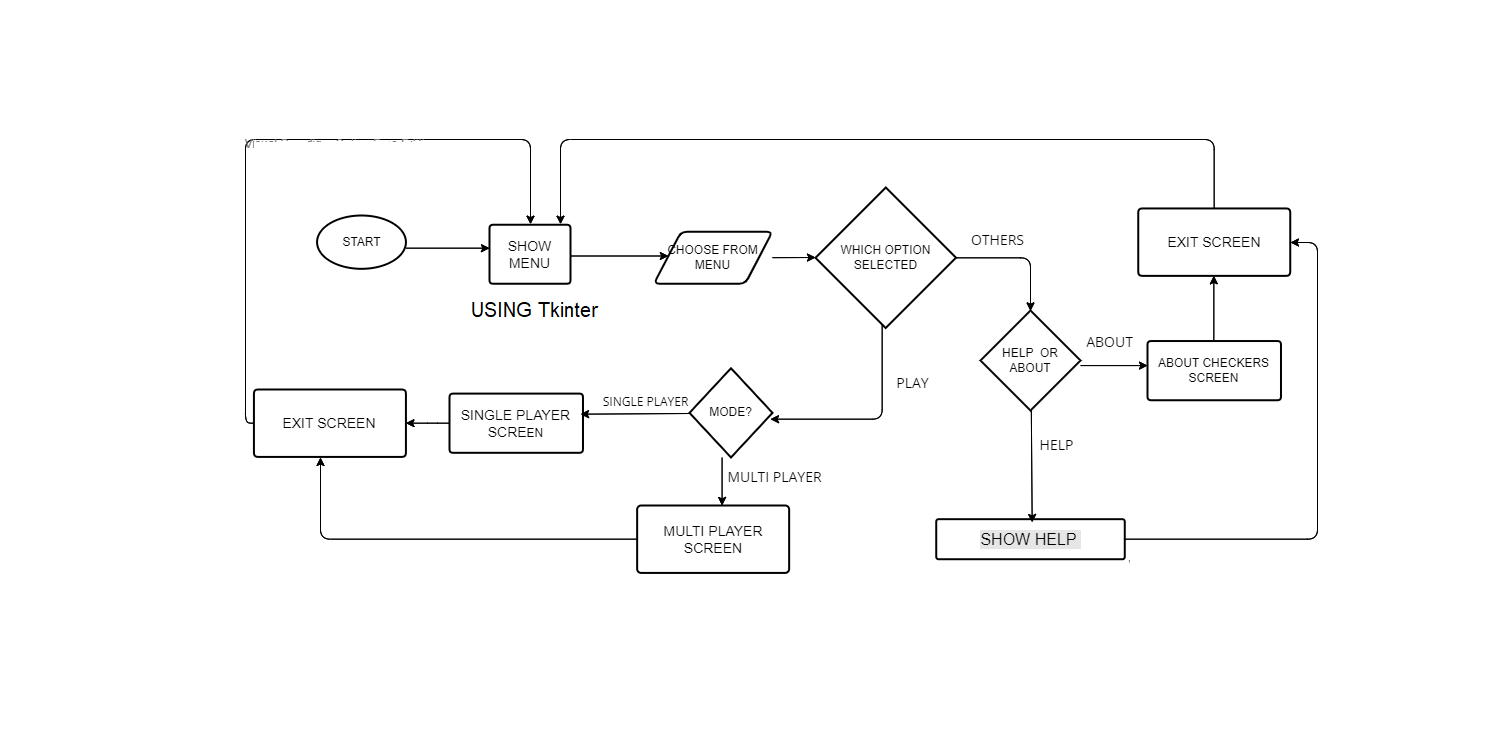 START
SHOW
MENU
USING Tkinter
CHOOSE FROM
MENU
WHICH OPTION
SELECTED
OTHERS
EXIT SCREEN
HELP OR
ABOUT
ABOUT
ABOUT CHECKERS
SCREEN
PLAY
MODE?
SINGLE PLAYER
SINGLE PLAYER
SCREEN
EXIT SCREEN
MULTI PLAYER
MULTI PLAYER
SCREEN
HELP
SHOW HELP